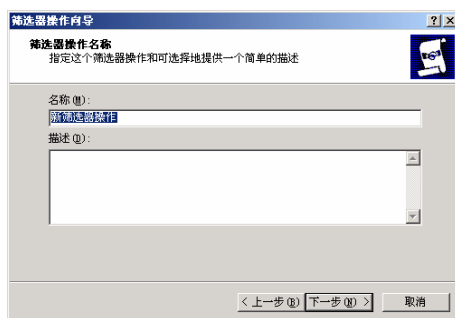 筛选器操作向导
筛选器操作名称
指定这个筛选器操作和可选择地提供一个简单的描述
名称(M):
新筛选器操作
描述(D):
< 上一步(B) 下一步(N) > 取消